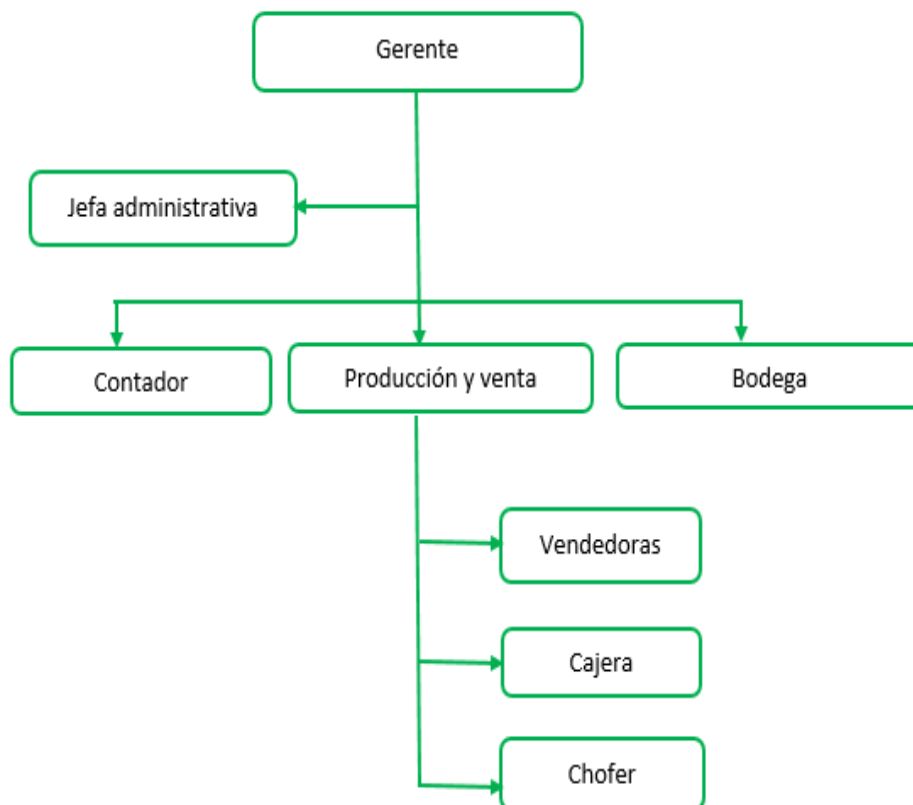 Gerente
Jefa administrativa
Contador
Producción y venta
Bodega
Vendedoras
Cajera
Chofer